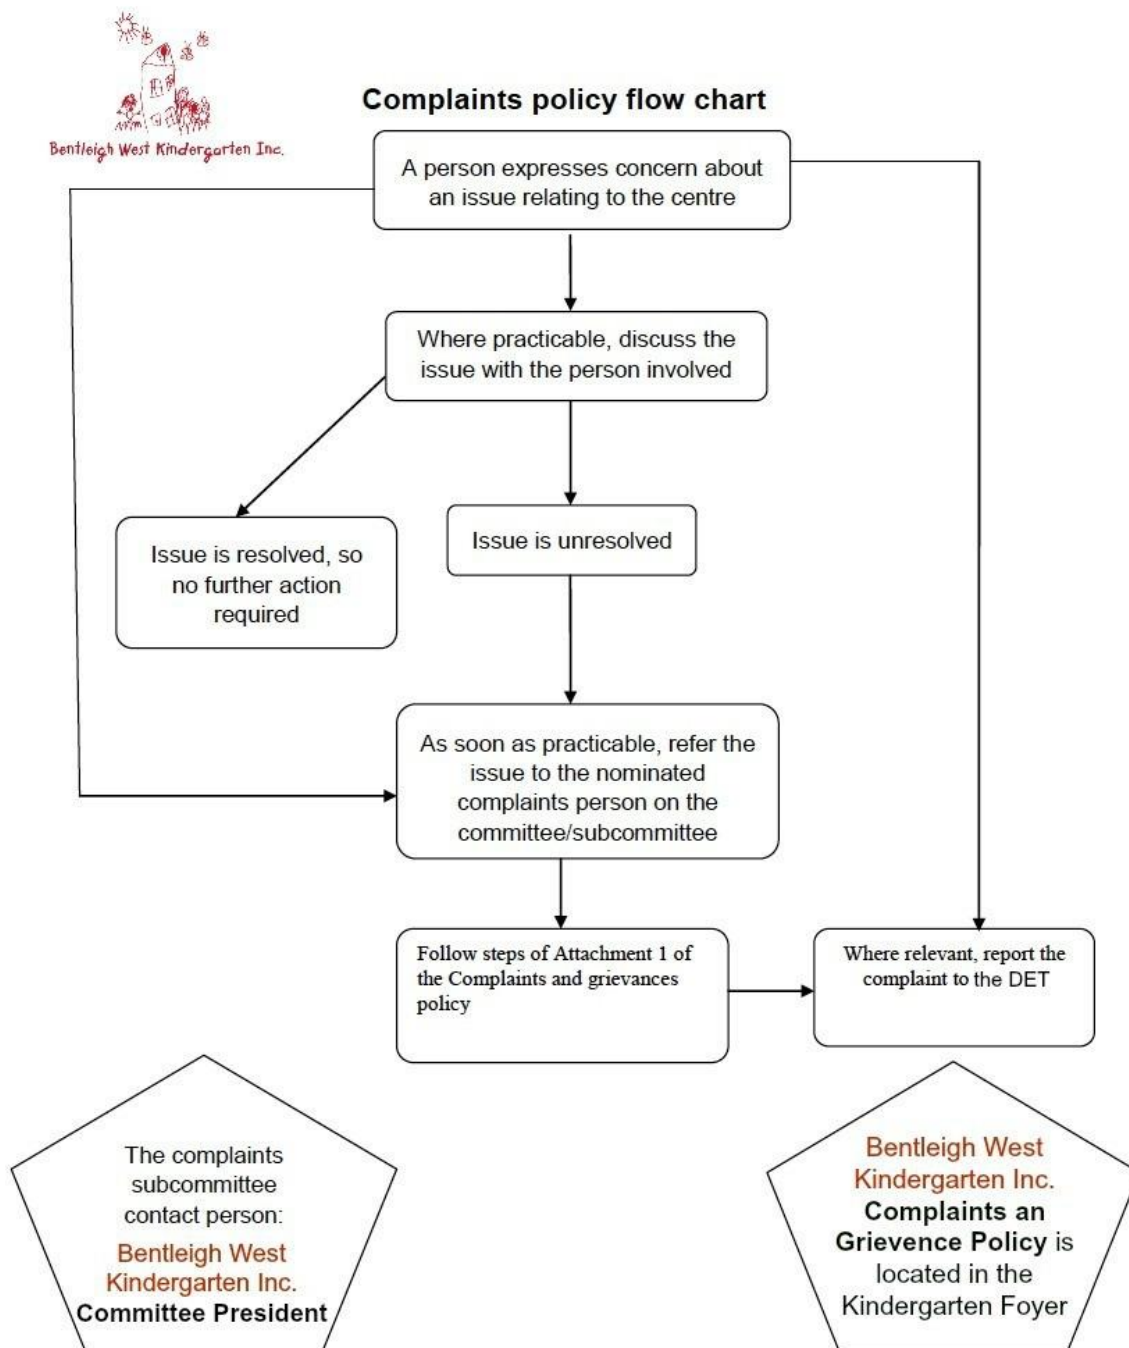 Bentleigh West Kindergarten Inc.
Complaints policy flow chart
A person expresses concern about
an issue relating to the centre
Where practicable, discuss the
issue with the person involved
Issue is resolved, so
no further action
required
Issue is unresolved
As soon as practicable, refer the
issue to the nominated
complaints person on the
committee/subcommittee
Follow steps of Attachment 1 of
the Complaints and grievances
policy
Where relevant, report the
complaint to the DET
The complaints
subcommittee
contact person:
Bentleigh West
Kindergarten Inc.
Committee President
Bentleigh West
Kindergarten Inc.
Complaints an
Grievence Policy is
located in the
Kindergarten Foyer